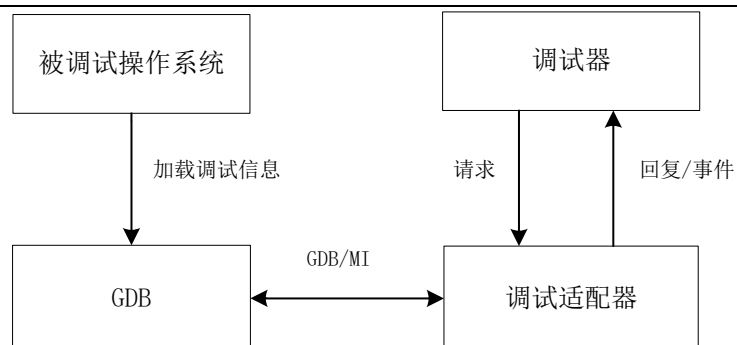 被调试操作系统
调试器
加载调试信息
请求
回复/事件
GDB/MI
GDB
调试适配器